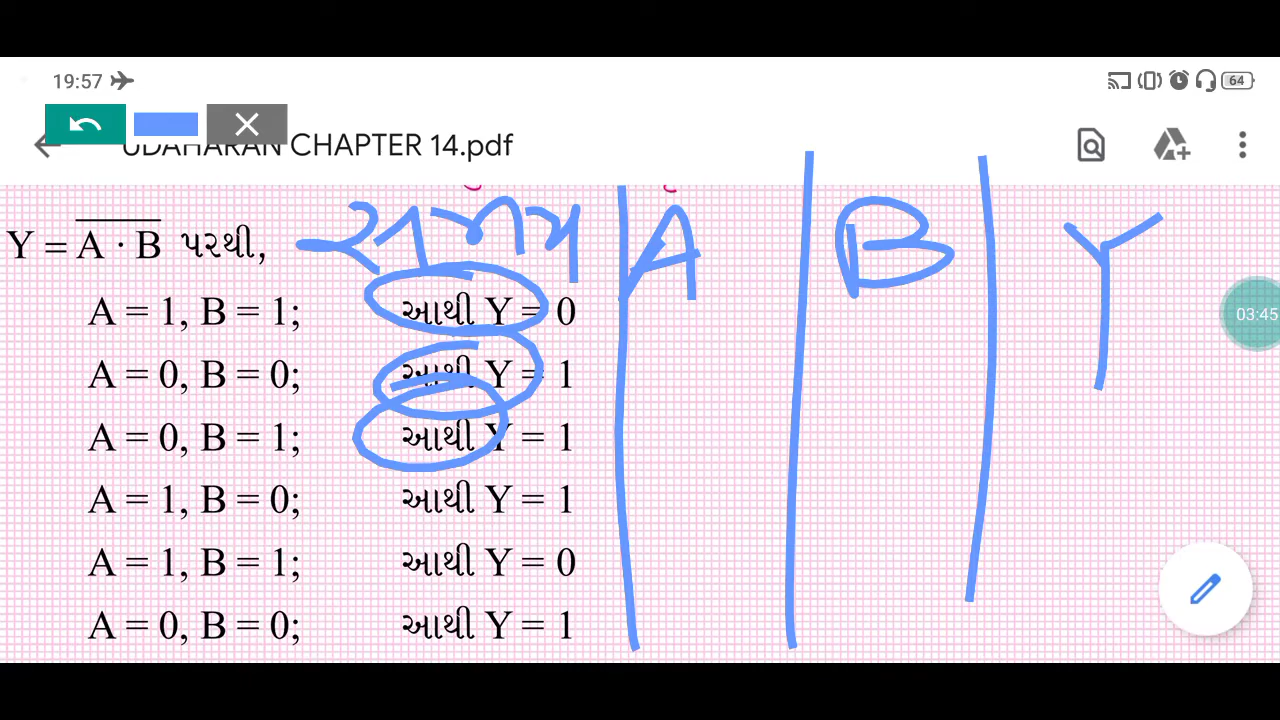 19:57 64
UDAHARAN CHAPTER 14.pdf
Y = A · B પરથી, A B Y
A = 1, B = 1; આથી Y = 0
03:45
A = 0, B = 0; આથી Y = 1
A = 0, B = 1; આથી Y = 1
A = 1, B = 0; આથી Y = 1
A = 1, B = 1; આથી Y = 0
A = 0, B = 0; આથી Y = 1